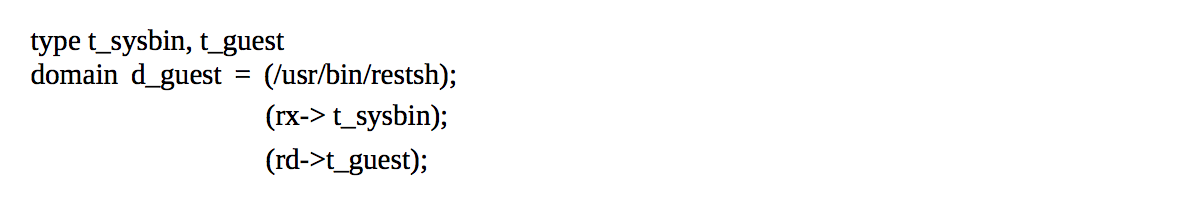 type t_sysbin, t_guest
domain d_guest = (/usr/bin/restsh);
(rx-> t_sysbin);
(rd->t_guest);